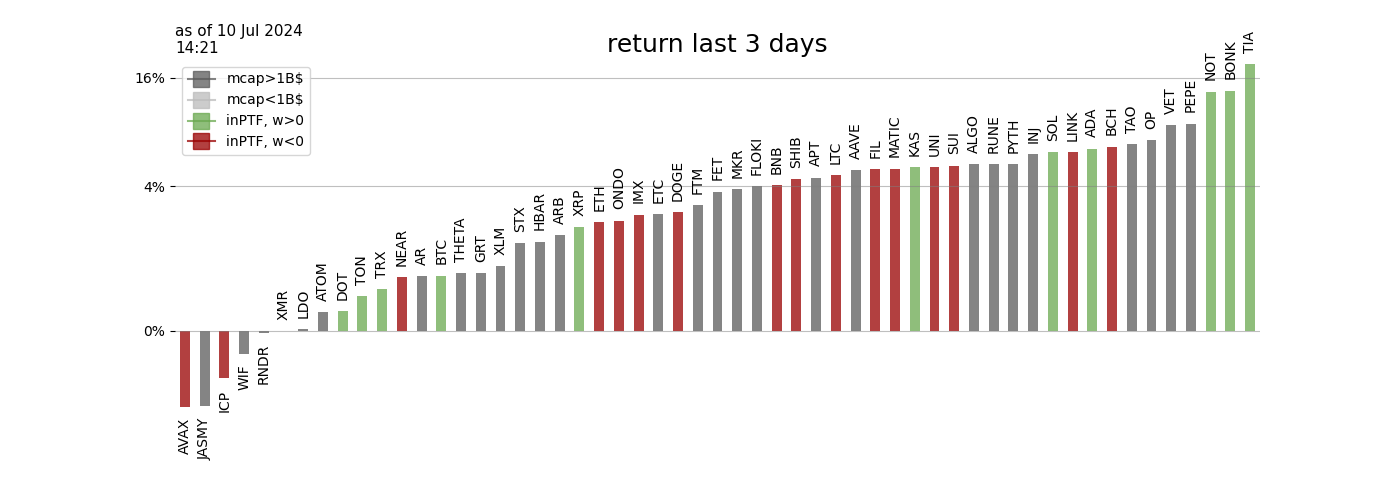 as of 10 Jul 2024
14:21
return last 3 days
mcap>1B$
mcap<1B$
inPTF, w>0
inPTF, w<0
16%
4%
0%
AVAX
JASMY
ICP
WIF
RNDR
XMR
LDO
ATOM
DOT
TON
TRX
NEAR
AR
BTC
THETA
GRT
XLM
STX
HBAR
ARB
XRP
ETH
ONDO
IMX
ETC
DOGE
FTM
FET
MKR
FLOKI
BNB
SHIB
APT
LTC
AAVE
FIL
MATIC
KAS
UNI
SUI
ALGO
RUNE
PYTH
INJ
SOL
LINK
ADA
BCH
TAO
OP
VET
PEPE
NOT
BONK
TIA